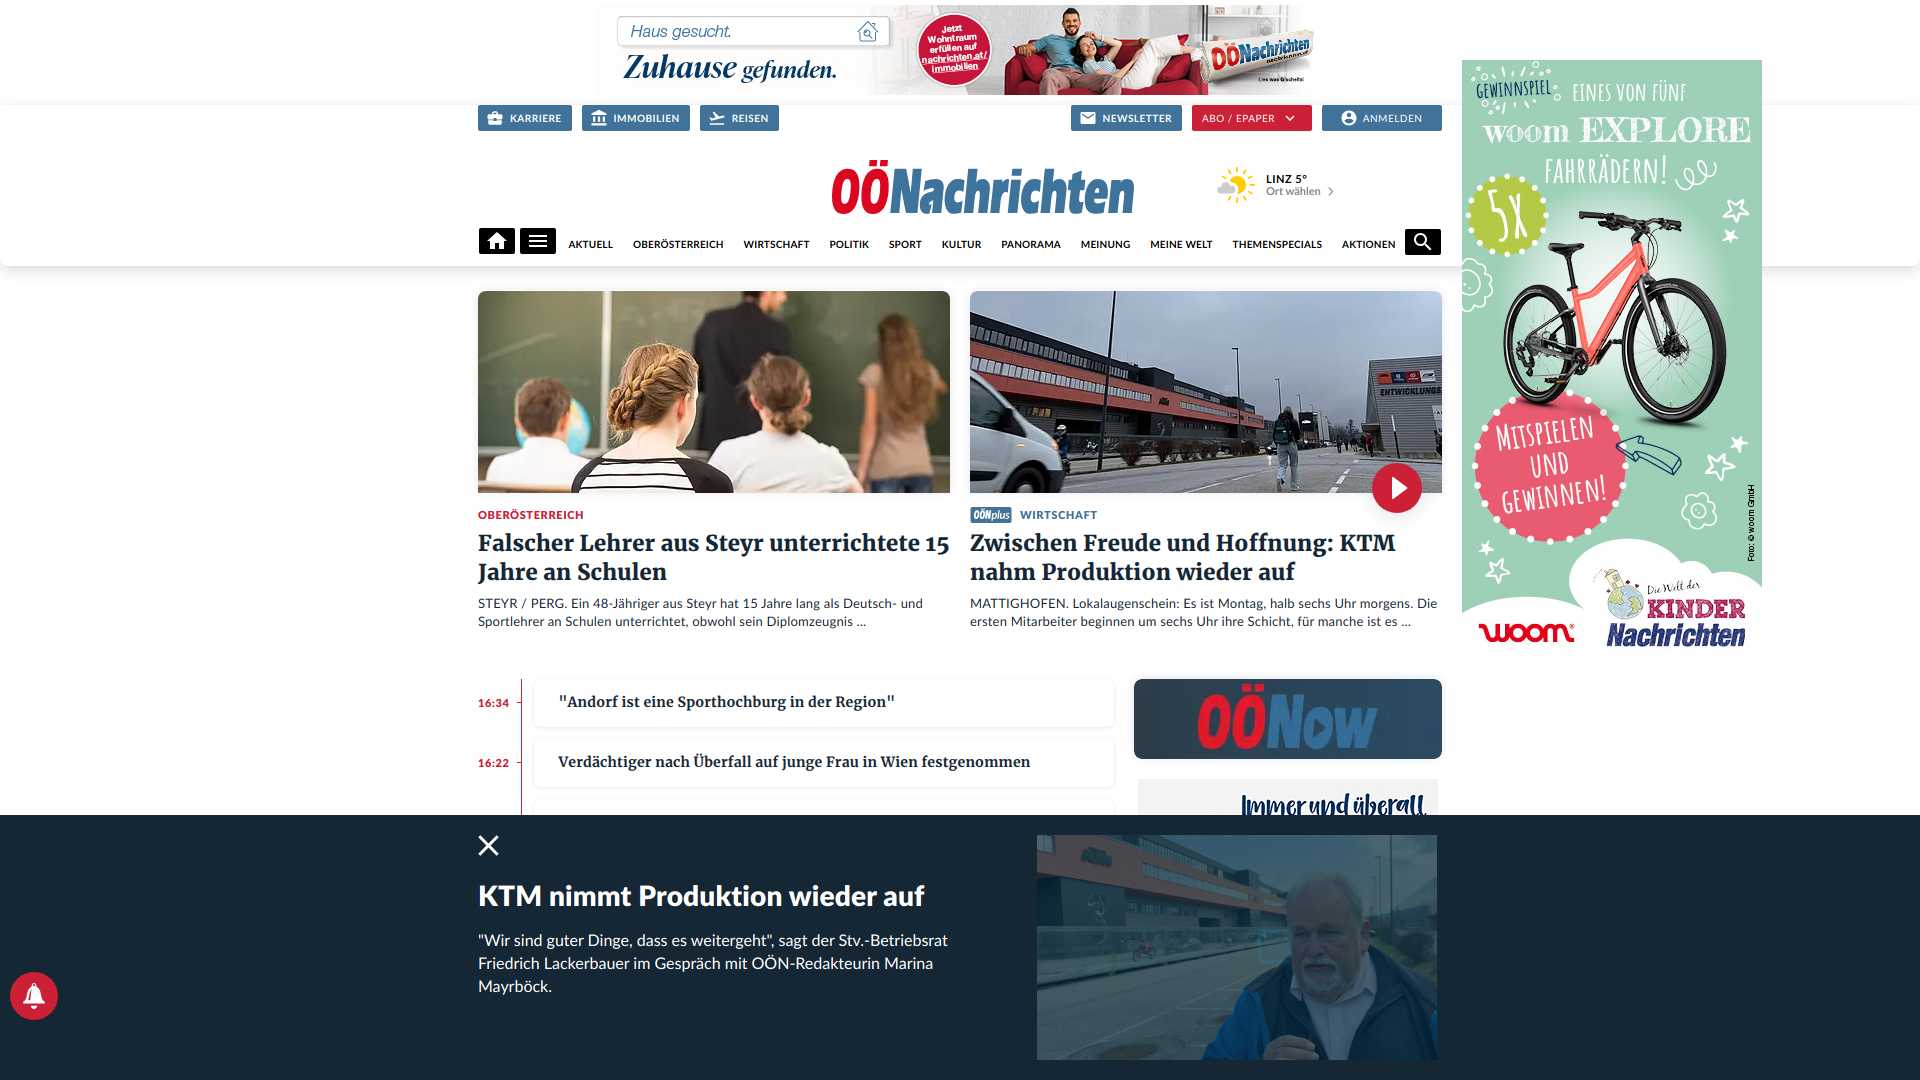 Haus gesucht.
Zuhause gefunden.
Jetzt
Wohntraum
erfüllen auf
nachrichten.at/
immobilien
OÖNachrichten
Lies was G'scheits!
KARRIERE
IMMOBILIEN
REISEN
NEWSLETTER
ABO / EPAPER
ANMELDEN
OÖNachrichten
LINZ 5°
Ort wählen
AKTUELL
OBERÖSTERREICH
WIRTSCHAFT
POLITIK
SPORT
KULTUR
PANORAMA
MEINUNG
MEINE WELT
THEMENSPECIALS
AKTIONEN
GEWINNSPIEL
EINES VON FÜNF
woom EXPLORE
FAHRRÄDERN!
5X
MITSPIELEN
UND
GEWINNEN!
Foto: © woom GmbH
woom
Die Welt der
KINDER
Nachrichten
ENTWICKLUNGS
OBERÖSTERREICH
Falscher Lehrer aus Steyr unterrichtete 15
Jahre an Schulen
STEYR / PERG. Ein 48-Jähriger aus Steyr hat 15 Jahre lang als Deutsch- und
Sportlehrer an Schulen unterrichtet, obwohl sein Diplomzeugnis ...
OÖNplus WIRTSCHAFT
Zwischen Freude und Hoffnung: KTM
nahm Produktion wieder auf
MATTIGHOFEN. Lokalaugenschein: Es ist Montag, halb sechs Uhr morgens. Die
ersten Mitarbeiter beginnen um sechs Uhr ihre Schicht, für manche ist es ...
16:34
"Andorf ist eine Sporthochburg in der Region"
16:22
Verdächtiger nach Überfall auf junge Frau in Wien festgenommen
OÖNow
Immer und überall
KTM nimmt Produktion wieder auf
"Wir sind guter Dinge, dass es weitergeht", sagt der Stv.-Betriebsrat
Friedrich Lackerbauer im Gespräch mit OÖN-Redakteurin Marina
Mayrböck.